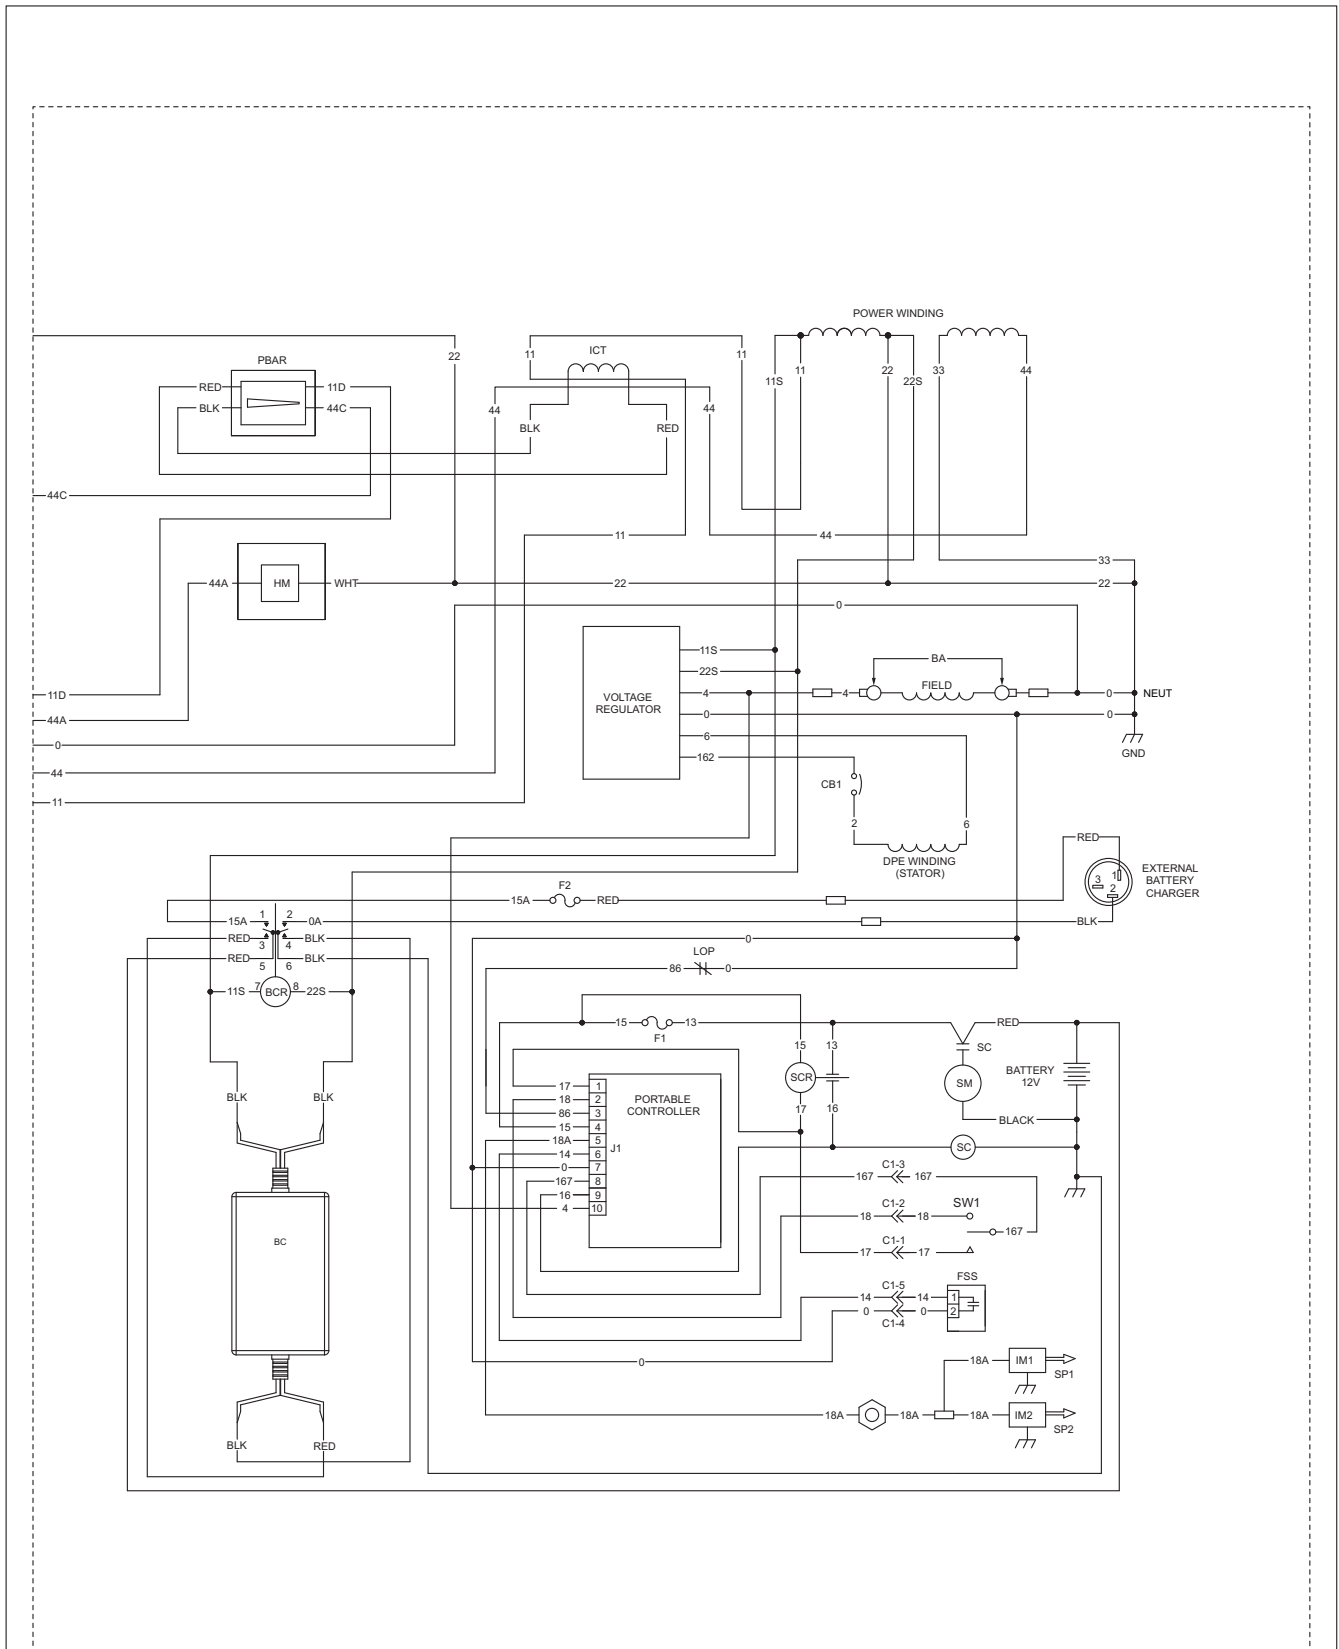 POWER WINDING
22
11
ICT
11
11S
11
22
22S
33
44
PBAR
RED
11D
BLK
44C
44
44
BLK
RED
44C
11
44
33
44A
HM
WHT
22
22
0
11S
22S
BA
VOLTAGE
REGULATOR
4
4
FIELD
0
NEUT
11D
0
0
44A
6
0
162
GND
44
CB1
11
2
6
RED
DPE WINDING
(STATOR)
EXTERNAL
BATTERY
CHARGER
3
1
2
F2
15A
RED
15A
1
2
0A
BLK
RED
3
4
BLK
0
LOP
RED
5
6
BLK
86
0
11S
7
BCR
8
22S
15
13
F1
RED
15
13
SC
BATTERY
12V
SCR
SM
BLK
BLK
17
1
PORTABLE
CONTROLLER
18
2
86
3
15
4
18A
5
J1
14
6
0
7
167
8
16
9
4
10
17
16
BLACK
SC
C1-3
167
167
C1-2
18
18
SW1
167
C1-1
17
17
BC
FSS
C1-5
14
14
1
0
0
2
C1-4
0
18A
IM1
SP1
18A
18A
18A
IM2
SP2
BLK
RED